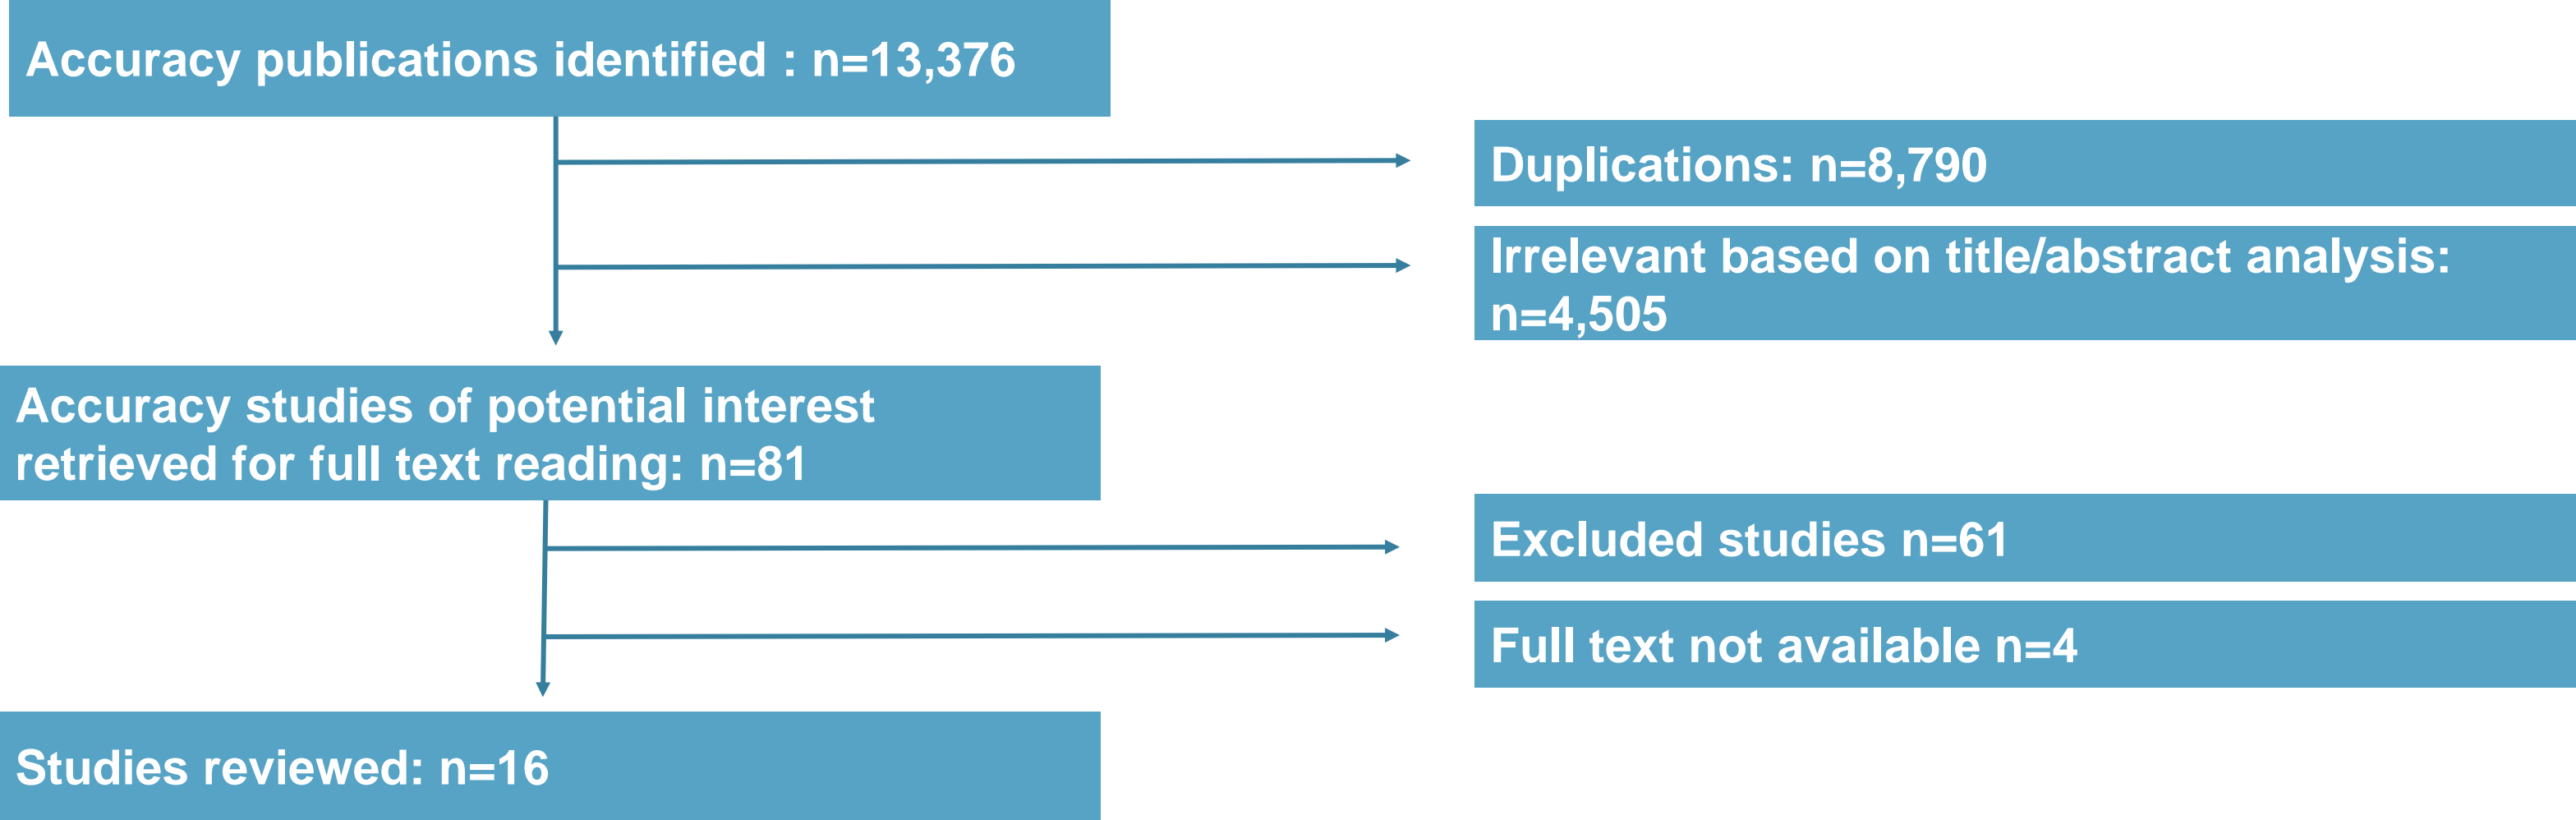 Accuracy publications identified : n=13,376
Duplications: n=8,790
Irrelevant based on title/abstract analysis:
n=4,505
Accuracy studies of potential interest
retrieved for full text reading: n=81
Excluded studies n=61
Full text not available n=4
Studies reviewed: n=16